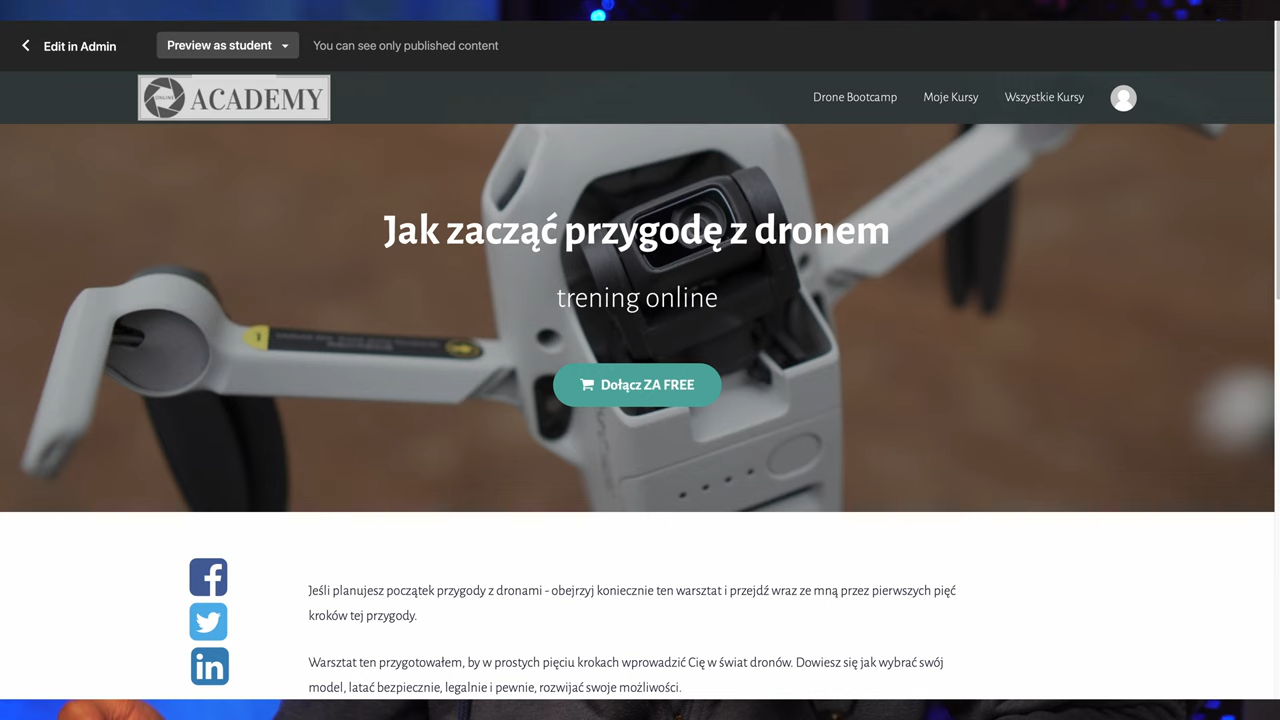 Edit in Admin
Preview as student
You can see only published content
ONLINE
ACADEMY
Drone Bootcamp
Moje Kursy
Wszystkie Kursy
Jak zacząć przygodę z dronem
trening online
Dołącz ZA FREE
Jeśli planujesz początek przygody z dronami - obejrzyj koniecznie ten warsztat i przejdź wraz ze mną przez pierwszych pięć
kroków tej przygody.
Warsztat ten przygotowałem, by w prostych pięciu krokach wprowadzić Cię w świat dronów. Dowiesz się jak wybrać swój
model, latać bezpiecznie, legalnie i pewnie, rozwijać swoje możliwości.